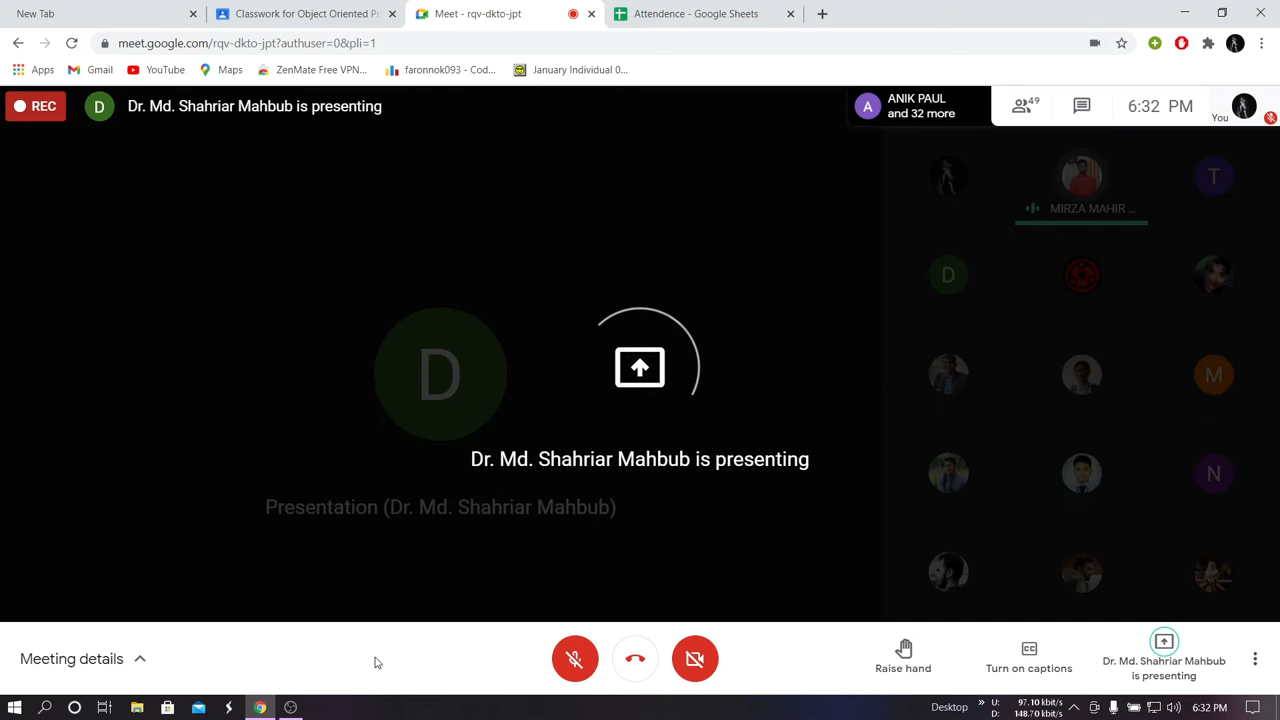 New Tab
Classwork for Object Oriented Pr
Meet - rqv-dkto-jpt
Attendence - Google Sheets
meet.google.com/rqv-dkto-jpt?authuser=0&pli=1
Apps
Gmail
YouTube
Maps
ZenMate Free VPN...
faronnok093 - Cod...
January Individual 0...
REC
D
Dr. Md. Shahriar Mahbub is presenting
A
ANIK PAUL
and 32 more
49
6:32 PM
You
T
MIRZA MAHIR ...
D
D
M
Dr. Md. Shahriar Mahbub is presenting
N
Presentation (Dr. Md. Shahriar Mahbub)
Meeting details
Raise hand
CC
Turn on captions
Dr. Md. Shahriar Mahbub
is presenting
Desktop
U: 97.10 kbit/s
D: 148.70 kbit/s
6:32 PM